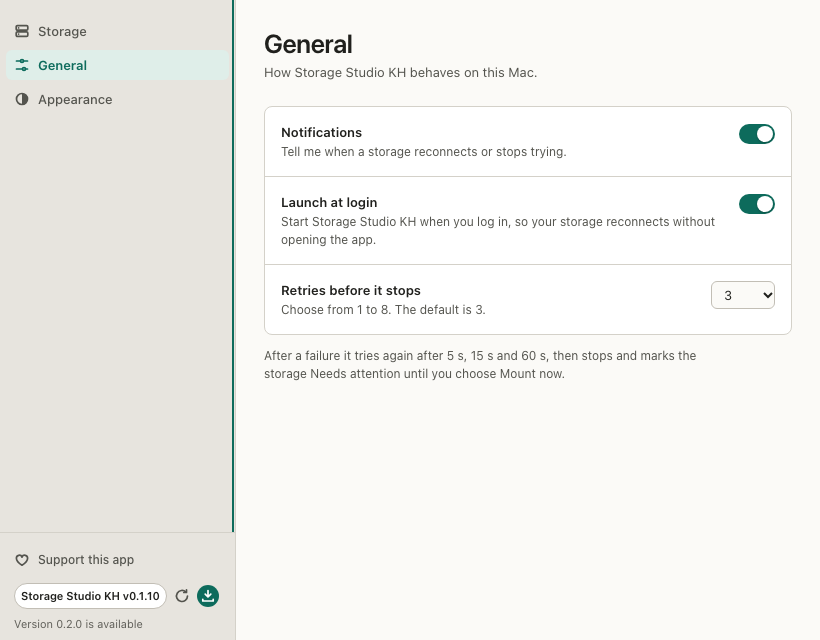 Storage
General
Appearance
General
How Storage Studio KH behaves on this Mac.
Notifications
Tell me when a storage reconnects or stops trying.
Launch at login
Start Storage Studio KH when you log in, so your storage reconnects without
opening the app.
Retries before it stops
Choose from 1 to 8. The default is 3.
3
After a failure it tries again after 5 s, 15 s and 60 s, then stops and marks the
storage Needs attention until you choose Mount now.
Support this app
Storage Studio KH v0.1.10
Version 0.2.0 is available